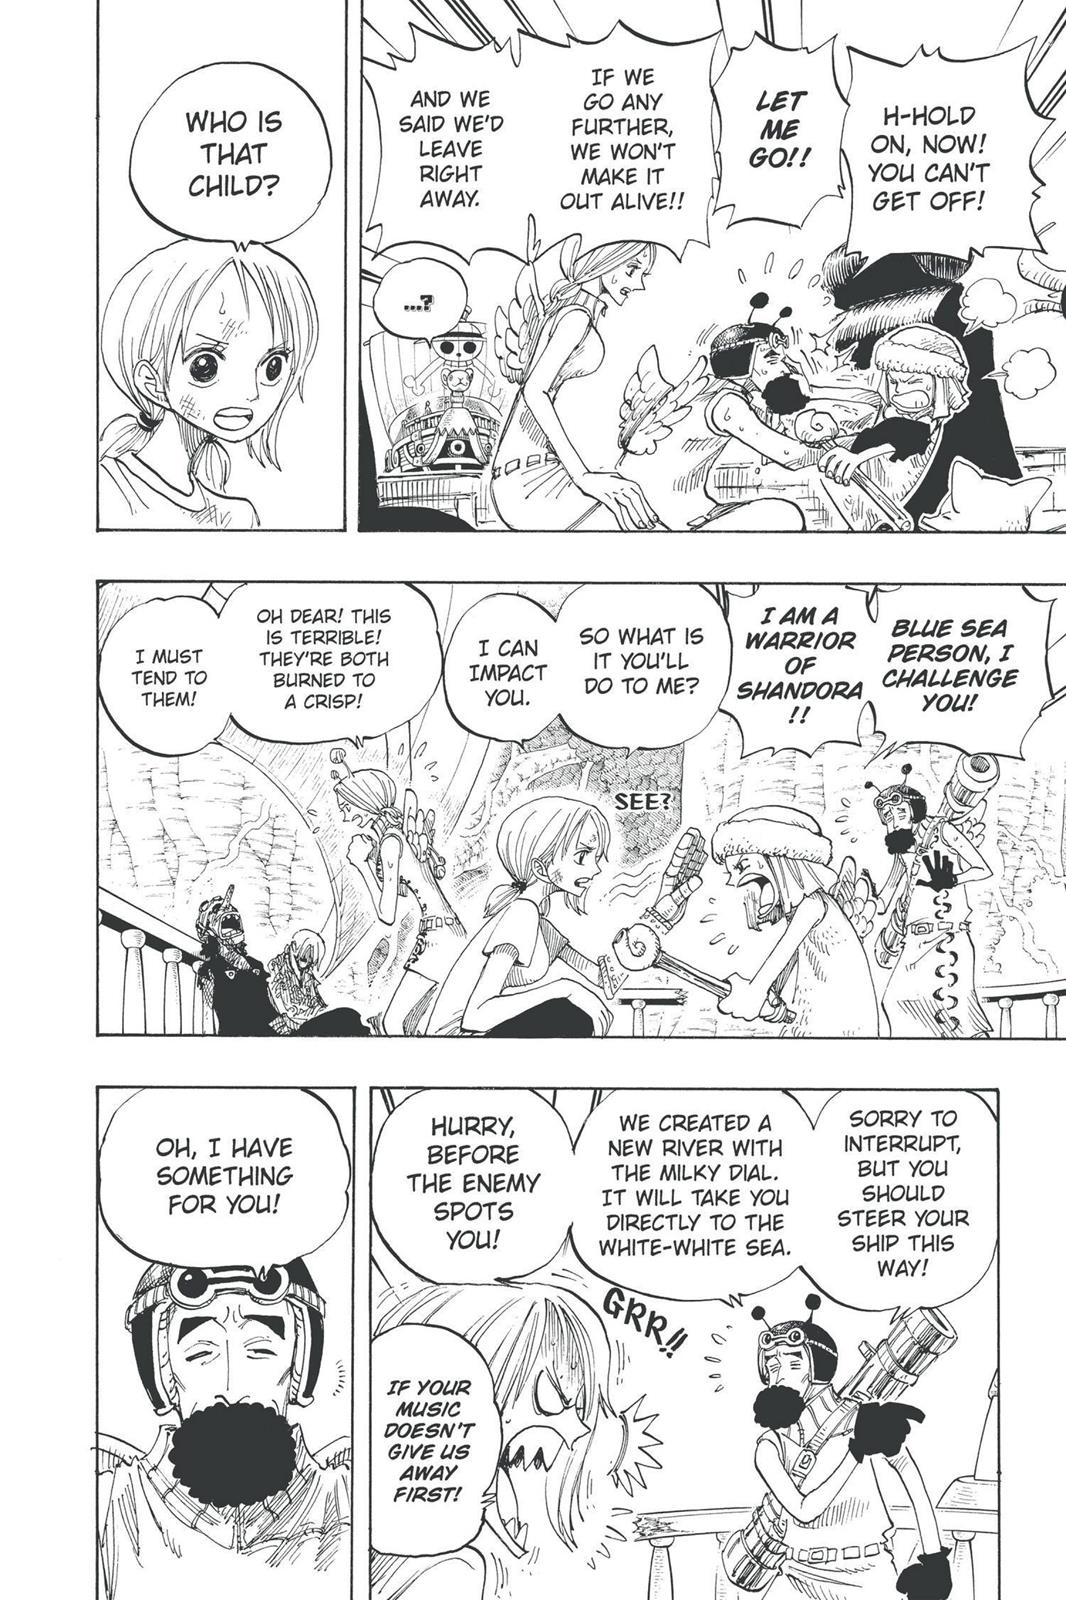 H-HOLD
ON, NOW!
YOU CAN'T
GET OFF!
LET
ME
GO!!
IF WE
GO ANY
FURTHER,
WE WON'T
MAKE IT
OUT ALIVE!!
AND WE
SAID WE'D
LEAVE
RIGHT
AWAY.
...?
WHO IS
THAT
CHILD?
BLUE SEA
PERSON, I
CHALLENGE
YOU!
I AM A
WARRIOR
OF
SHANDORA
!!
SO WHAT IS
IT YOU'LL
DO TO ME?
I CAN
IMPACT
YOU.
SEE?
OH DEAR! THIS
IS TERRIBLE!
THEY'RE BOTH
BURNED TO
A CRISP!
I MUST
TEND TO
THEM!
SORRY TO
INTERRUPT,
BUT YOU
SHOULD
STEER YOUR
SHIP THIS
WAY!
WE CREATED A
NEW RIVER WITH
THE MILKY DIAL.
IT WILL TAKE YOU
DIRECTLY TO THE
WHITE-WHITE SEA.
HURRY,
BEFORE
THE ENEMY
SPOTS
YOU!
GRR!!
IF YOUR
MUSIC
DOESN'T
GIVE US
AWAY
FIRST!
OH, I HAVE
SOMETHING
FOR YOU!